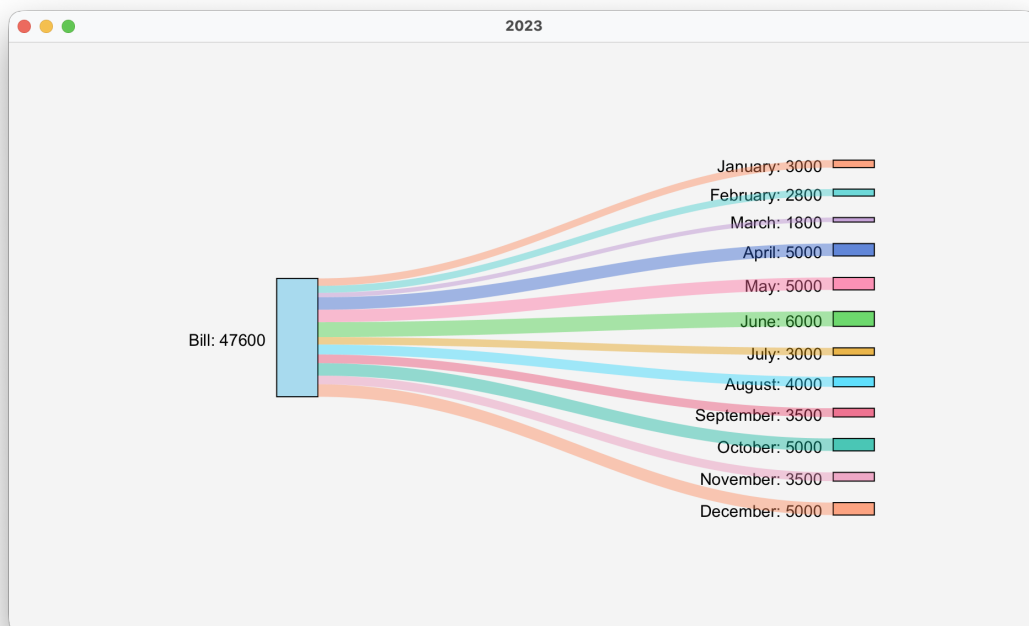 2023
January: 3000
February: 2800
March: 1800
April: 5000
May: 5000
June: 6000
Bill: 47600
July: 3000
August: 4000
September: 3500
October: 5000
November: 3500
December: 5000